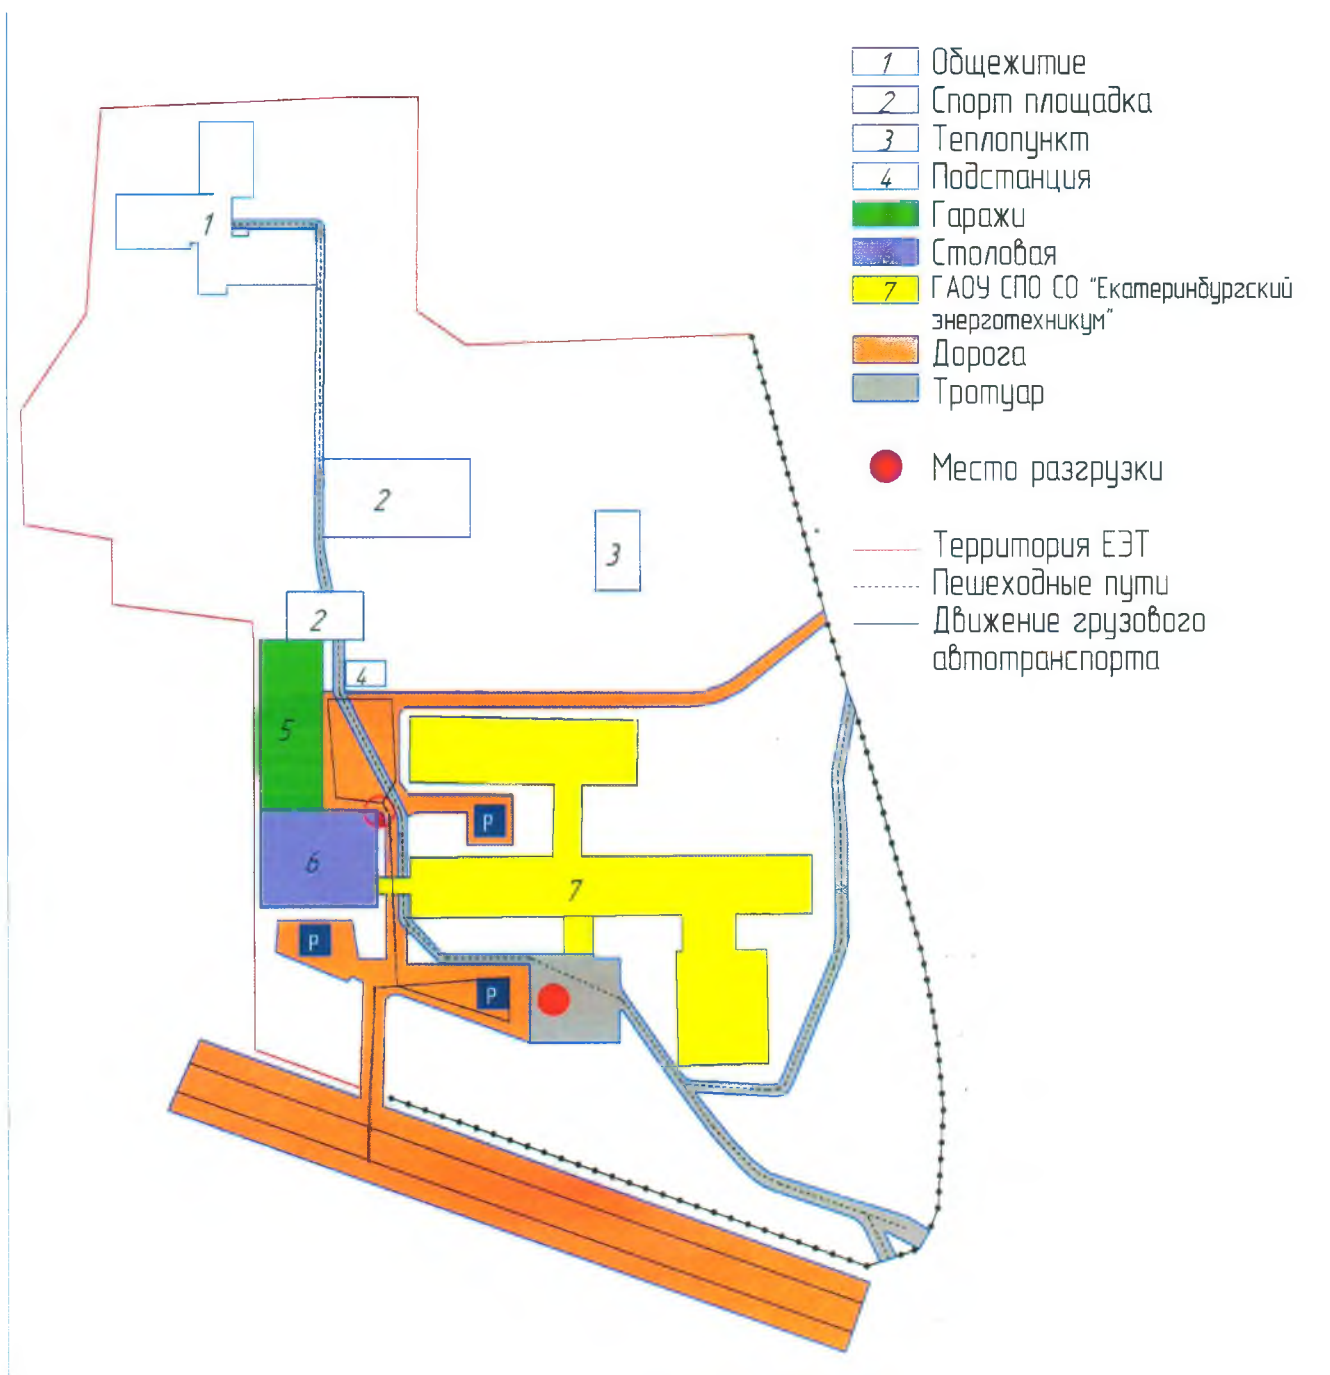 1 Общежитие
2 Спорт площадка
3 Теплопункт
4 Подстанция
Гаражи
6 Столовая
7 ГАОУ СПО СО "Екатеринбургский
энерготехникум"
Дорога
Тротуар
Место разгрузки
Территория ЕЭТ
Пешеходные пути
Движение грузового
автотранспорта
1
2
3
2
4
5
P
6
7
P
P